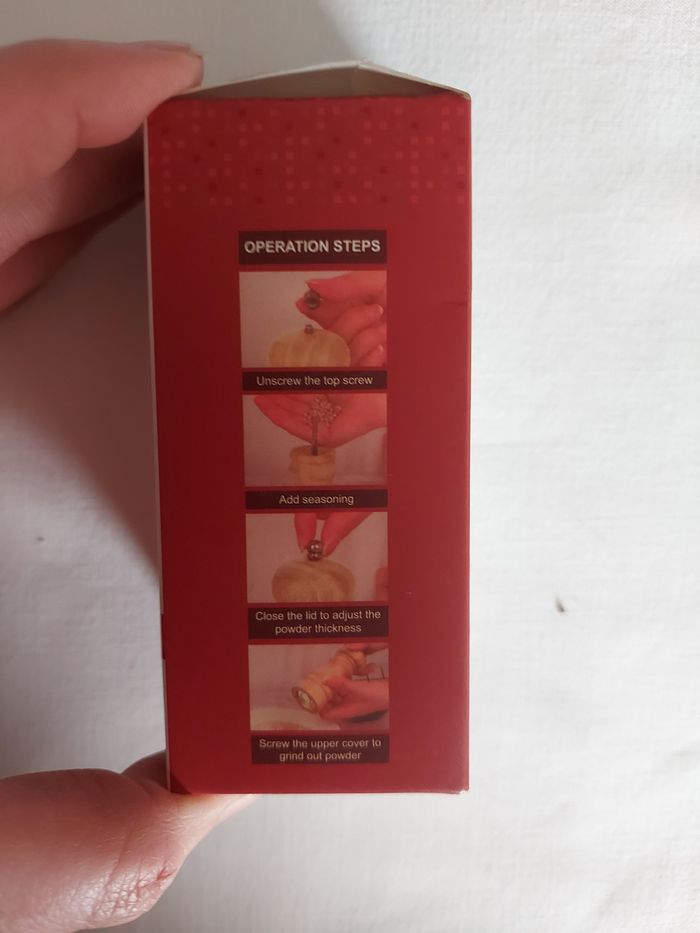 OPERATION STEPS
Unscrew the top screw
Add seasoning
Close the lid to adjust the
powder thickness
Screw the upper cover to
grind out powder